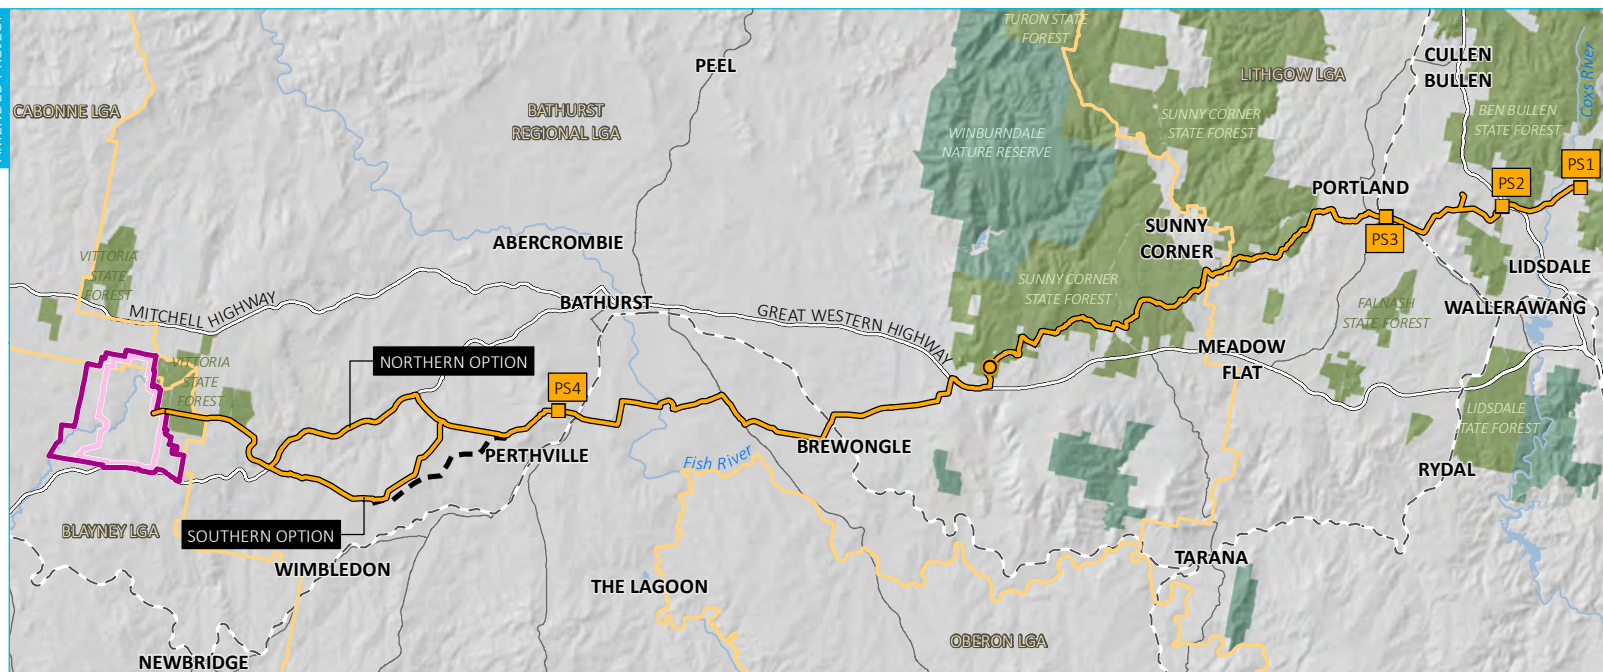 TURON STATE
FOREST
CULLEN
BULLEN
PEEL
LITHGOW LGA
Coxs River
CABONNE LGA
BATHURST
REGIONAL LGA
SUNNY CORNER
STATE FOREST
BEN BULLEN
STATE FOREST
WINBURNDALE
NATURE RESERVE
PS1
PS2
PORTLAND
SUNNY
CORNER
PS3
ABERCROMBIE
VITTORIA
STATE
FOREST
LIDSDALE
SUNNY CORNER
STATE FOREST
MITCHELL HIGHWAY
BATHURST
GREAT WESTERN HIGHWAY
FALNASH
STATE FOREST
WALLERAWANG
MEADOW
FLAT
NORTHERN OPTION
VITTORIA
STATE
FOREST
PS4
LIDSDALE
STATE FOREST
BREWONGLE
PERTHVILLE
Fish River
RYDAL
BLAYNEY LGA
SOUTHERN OPTION
WIMBLEDON
TARANA
THE LAGOON
OBERON LGA
NEWBRIDGE